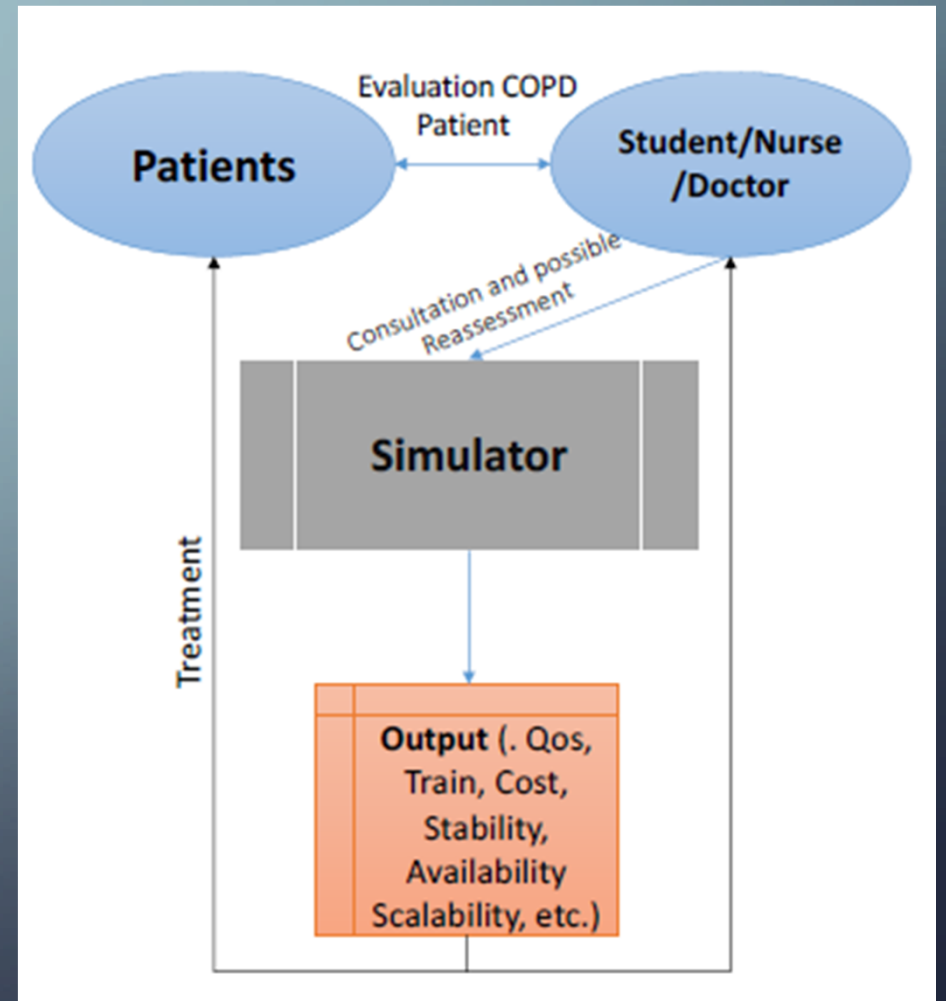 Evaluation COPD
Patient
Patients
Student/Nurse
/Doctor
Consultation and possible
Reassessment
Simulator
Treatment
Output (. Qos,
Train, Cost,
Stability,
Availability
Scalability, etc.)